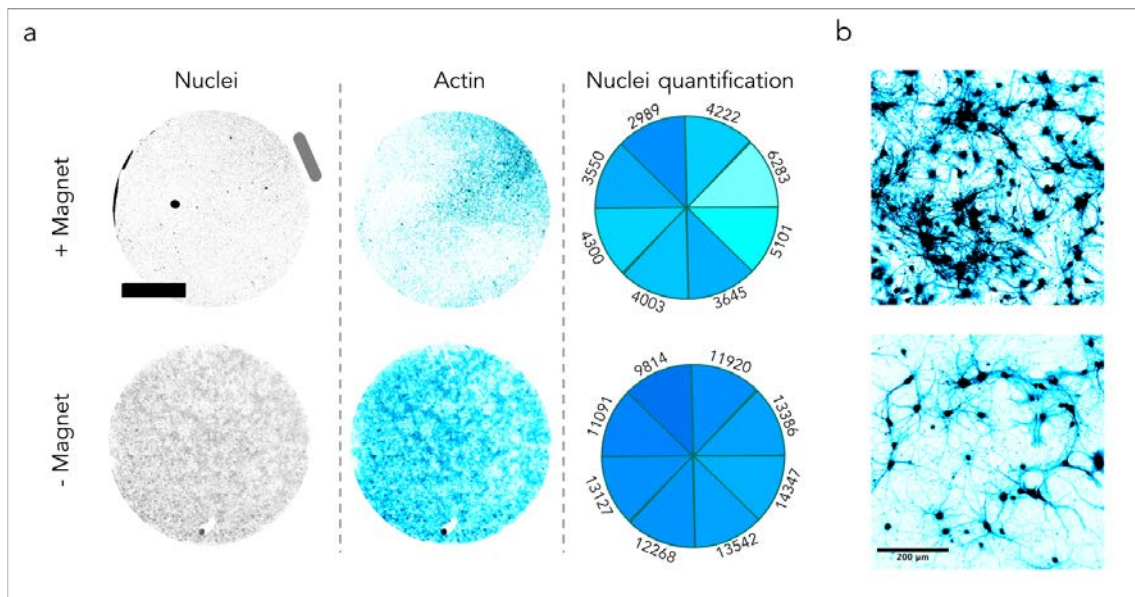 a
b
Nuclei
Actin
Nuclei quantification
+ Magnet
2989
4222
6283
5101
3645
4003
4300
3550
- Magnet
9814
11920
13386
14347
13542
12268
13127
11091
200 µm